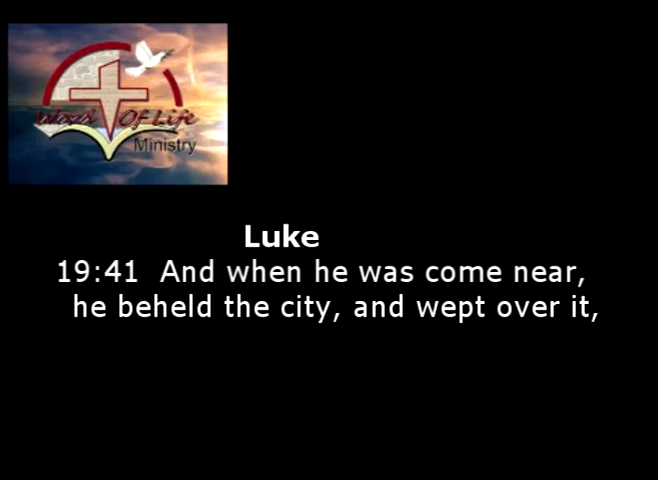 Word Of Life
Ministry
Luke
19:41 And when he was come near,
he beheld the city, and wept over it,